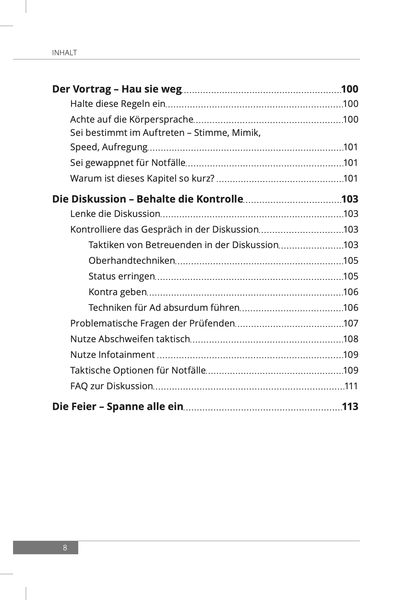 INHALT
Der Vortrag – Hau sie weg 100
Halte diese Regeln ein 100
Achte auf die Körpersprache 100
Sei bestimmt im Auftreten – Stimme, Mimik,
Speed, Aufregung 101
Sei gewappnet für Notfälle 101
Warum ist dieses Kapitel so kurz? 101
Die Diskussion – Behalte die Kontrolle 103
Lenke die Diskussion 103
Kontrolliere das Gespräch in der Diskussion 103
Taktiken von Betreuenden in der Diskussion 103
Oberhandtechniken 105
Status erringen 105
Kontra geben 106
Techniken für Ad absurdum führen 106
Problematische Fragen der Prüfenden 107
Nutze Abschweifen taktisch 108
Nutze Infotainment 109
Taktische Optionen für Notfälle 109
FAQ zur Diskussion 111
Die Feier – Spanne alle ein 113
8